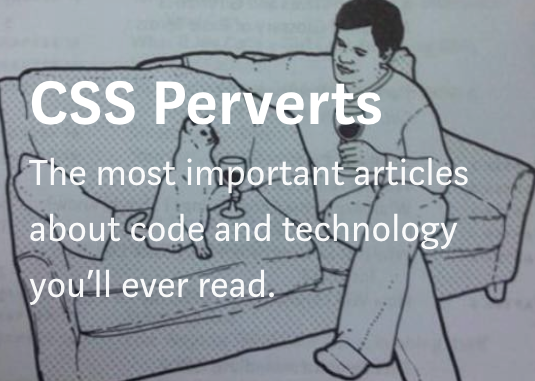 CSS Perverts
The most important articles
about code and technology
you'll ever read.